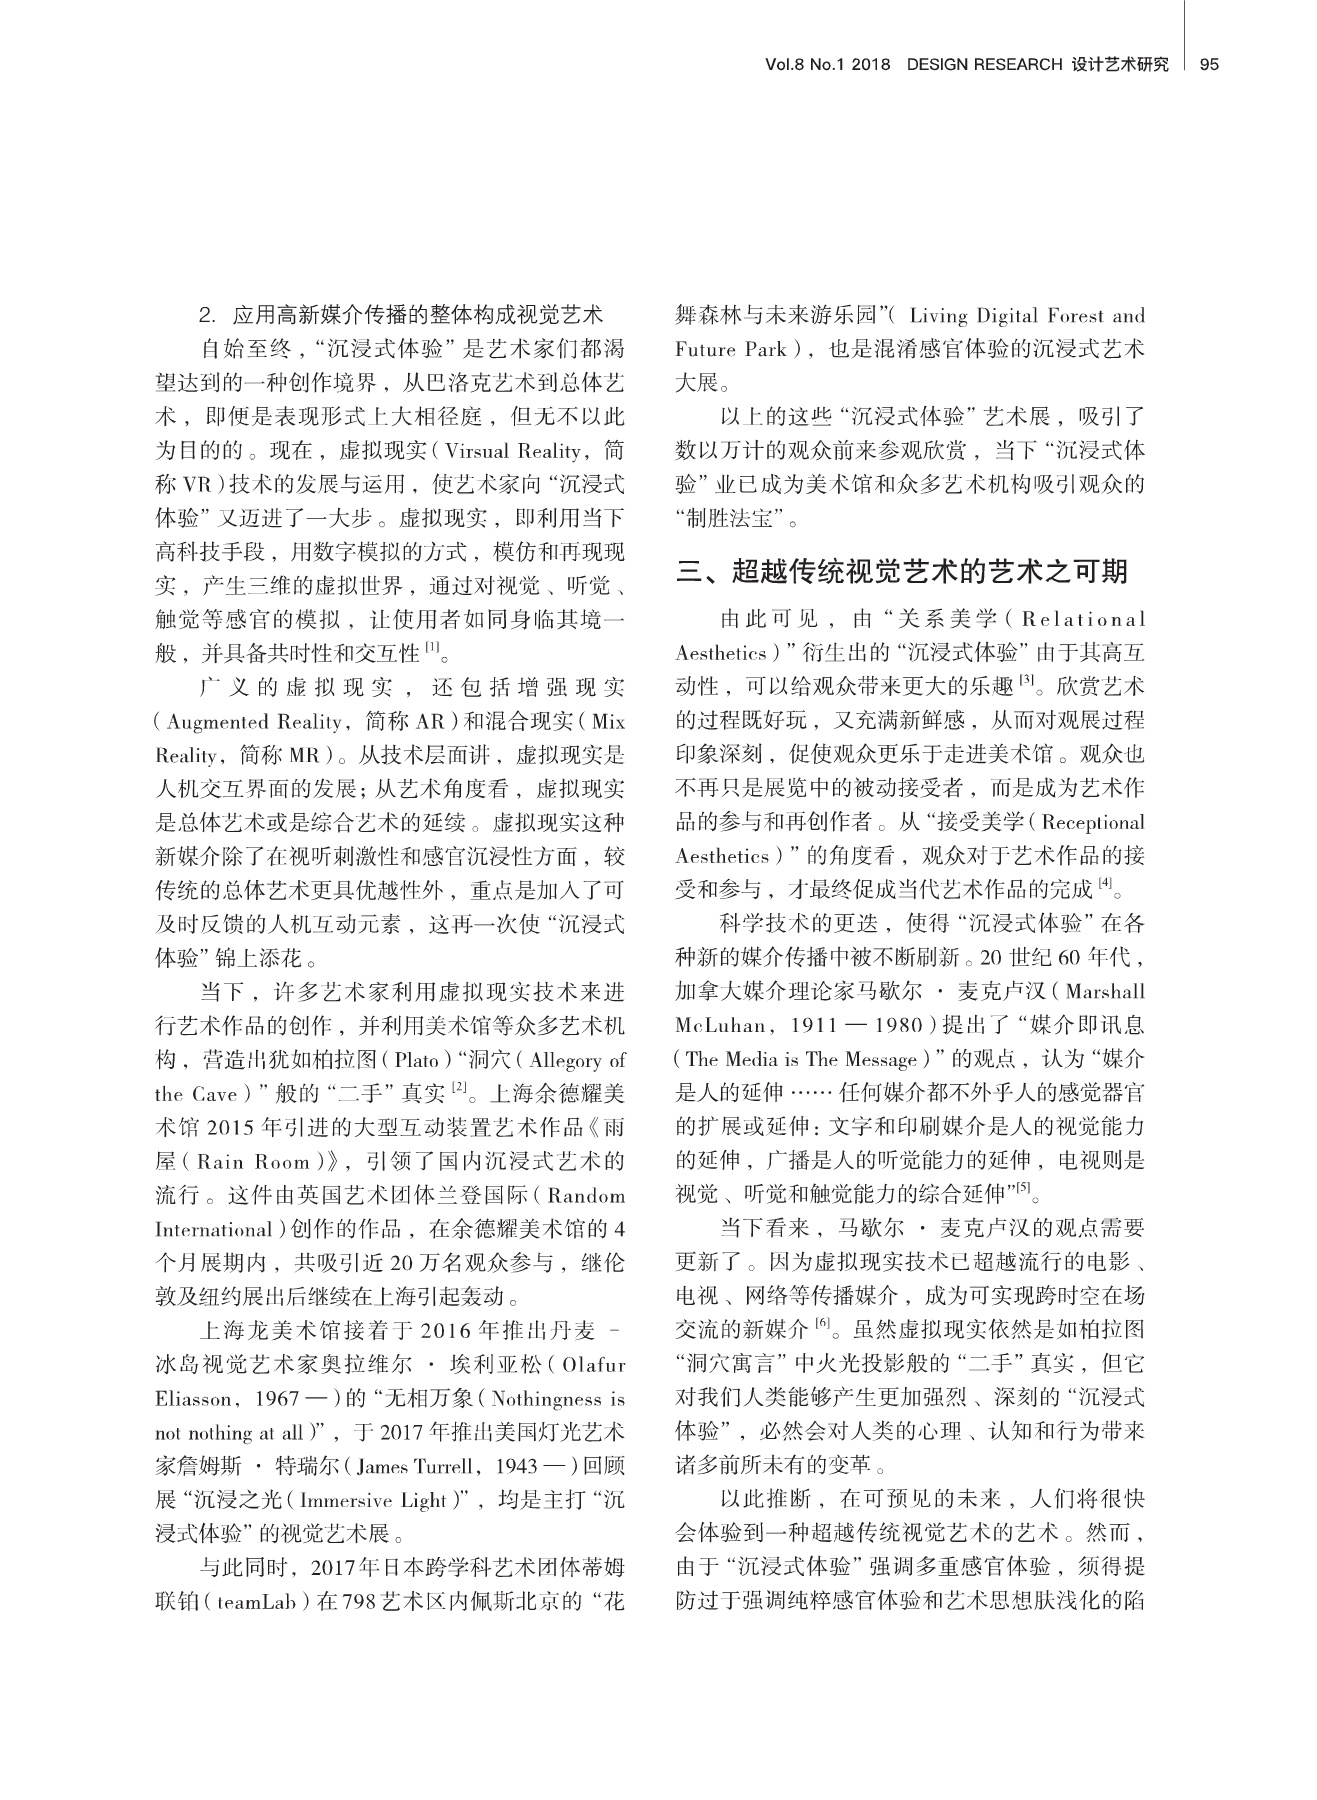 Vol.8 No.1 2018 DESIGN RESEARCH 设计艺术研究 95
2. 应用高新媒介传播的整体构成视觉艺术
自始至终，“沉浸式体验”是艺术家们都渴
望达到的一种创作境界，从巴洛克艺术到总体艺
术，即便是表现形式上大相径庭，但无不以此
为目的的。现在，虚拟现实（Virsual Reality，简
称 VR）技术的发展与运用，使艺术家向“沉浸式
体验”又迈进了一大步。虚拟现实，即利用当下
高科技手段，用数字模拟的方式，模仿和再现现
实，产生三维的虚拟世界，通过对视觉、听觉、
触觉等感官的模拟，让使用者如同身临其境一
般，并具备共时性和交互性[1]。
广义的虚拟现实，还包括增强现实
（Augmented Reality，简称 AR）和混合现实（Mix
Reality，简称 MR）。从技术层面讲，虚拟现实是
人机交互界面的发展；从艺术角度看，虚拟现实
是总体艺术或是综合艺术的延续。虚拟现实这种
新媒介除了在视听刺激性和感官沉浸性方面，较
传统的总体艺术更具优越性外，重点是加入了可
及时反馈的人机互动元素，这再一次使“沉浸式
体验”锦上添花。
当下，许多艺术家利用虚拟现实技术来进
行艺术作品的创作，并利用美术馆等众多艺术机
构，营造出犹如柏拉图（Plato）“洞穴（Allegory of
the Cave）”般的“二手”真实[2]。上海余德耀美
术馆 2015 年引进的大型互动装置艺术作品《雨
屋（Rain Room）》，引领了国内沉浸式艺术的
流行。这件由英国艺术团体兰登国际（Random
International）创作的作品，在余德耀美术馆的 4
个月展期内，共吸引近 20 万名观众参与，继伦
敦及纽约展出后继续在上海引起轰动。
上海龙美术馆接着于 2016 年推出丹麦 –
冰岛视觉艺术家奥拉维尔 · 埃利亚松（Olafur
Eliasson，1967 —）的“无相万象（Nothingness is
not nothing at all）”，于 2017 年推出美国灯光艺术
家詹姆斯 · 特瑞尔（James Turrell，1943 —）回顾
展“沉浸之光（Immersive Light）”，均是主打“沉
浸式体验”的视觉艺术展。
与此同时，2017年日本跨学科艺术团体蒂姆
联铂（teamLab）在798艺术区内佩斯北京的“花
舞森林与未来游乐园”（ Living Digital Forest and
Future Park），也是混淆感官体验的沉浸式艺术
大展。
以上的这些“沉浸式体验”艺术展，吸引了
数以万计的观众前来参观欣赏，当下“沉浸式体
验”业已成为美术馆和众多艺术机构吸引观众的
“制胜法宝”。
三、超越传统视觉艺术的艺术之可期
由此可见，由“关系美学（Relational
Aesthetics）”衍生出的“沉浸式体验”由于其高互
动性，可以给观众带来更大的乐趣[3]。欣赏艺术
的过程既好玩，又充满新鲜感，从而对观展过程
印象深刻，促使观众更乐于走进美术馆。观众也
不再只是展览中的被动接受者，而是成为艺术作
品的参与和再创作者。从“接受美学（Receptional
Aesthetics）”的角度看，观众对于艺术作品的接
受和参与，才最终促成当代艺术作品的完成[4]。
科学技术的更迭，使得“沉浸式体验”在各
种新的媒介传播中被不断刷新。20 世纪 60 年代，
加拿大媒介理论家马歇尔 · 麦克卢汉（Marshall
McLuhan，1911 — 1980）提出了“媒介即讯息
（The Media is The Message）”的观点，认为“媒介
是人的延伸……任何媒介都不外乎人的感觉器官
的扩展或延伸：文字和印刷媒介是人的视觉能力
的延伸，广播是人的听觉能力的延伸，电视则是
视觉、听觉和触觉能力的综合延伸”[5]。
当下看来，马歇尔 · 麦克卢汉的观点需要
更新了。因为虚拟现实技术已超越流行的电影、
电视、网络等传播媒介，成为可实现跨时空在场
交流的新媒介[6]。虽然虚拟现实依然是如柏拉图
“洞穴寓言”中火光投影般的“二手”真实，但它
对我们人类能够产生更加强烈、深刻的“沉浸式
体验”，必然会对人类的心理、认知和行为带来
诸多前所未有的变革。
以此推断，在可预见的未来，人们将很快
会体验到一种超越传统视觉艺术的艺术。然而，
由于“沉浸式体验”强调多重感官体验，须得提
防过于强调纯粹感官体验和艺术思想肤浅化的陷